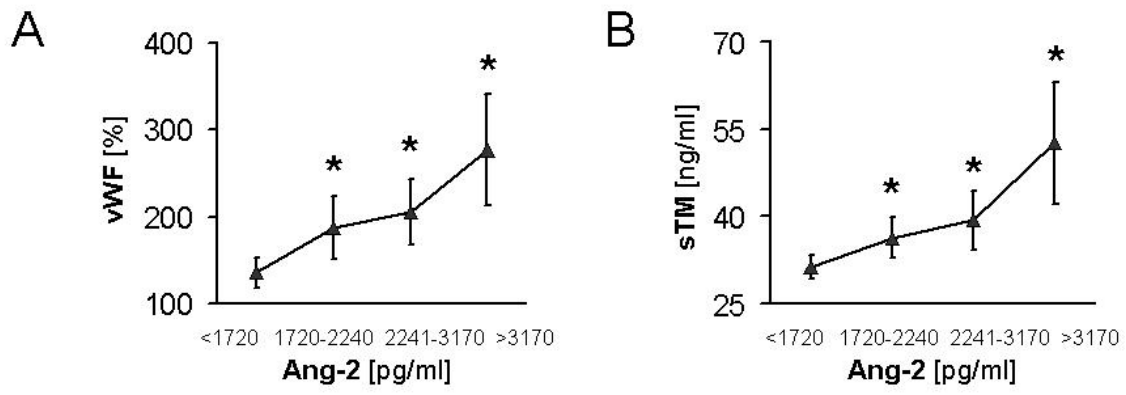 A
vWF [%]
400
300
200
100
* * *
<1720 1720-2240 2241-3170 >3170
Ang-2 [pg/ml]
B
sTM [ng/ml]
70
55
40
25
* * *
<1720 1720-2240 2241-3170 >3170
Ang-2 [pg/ml]